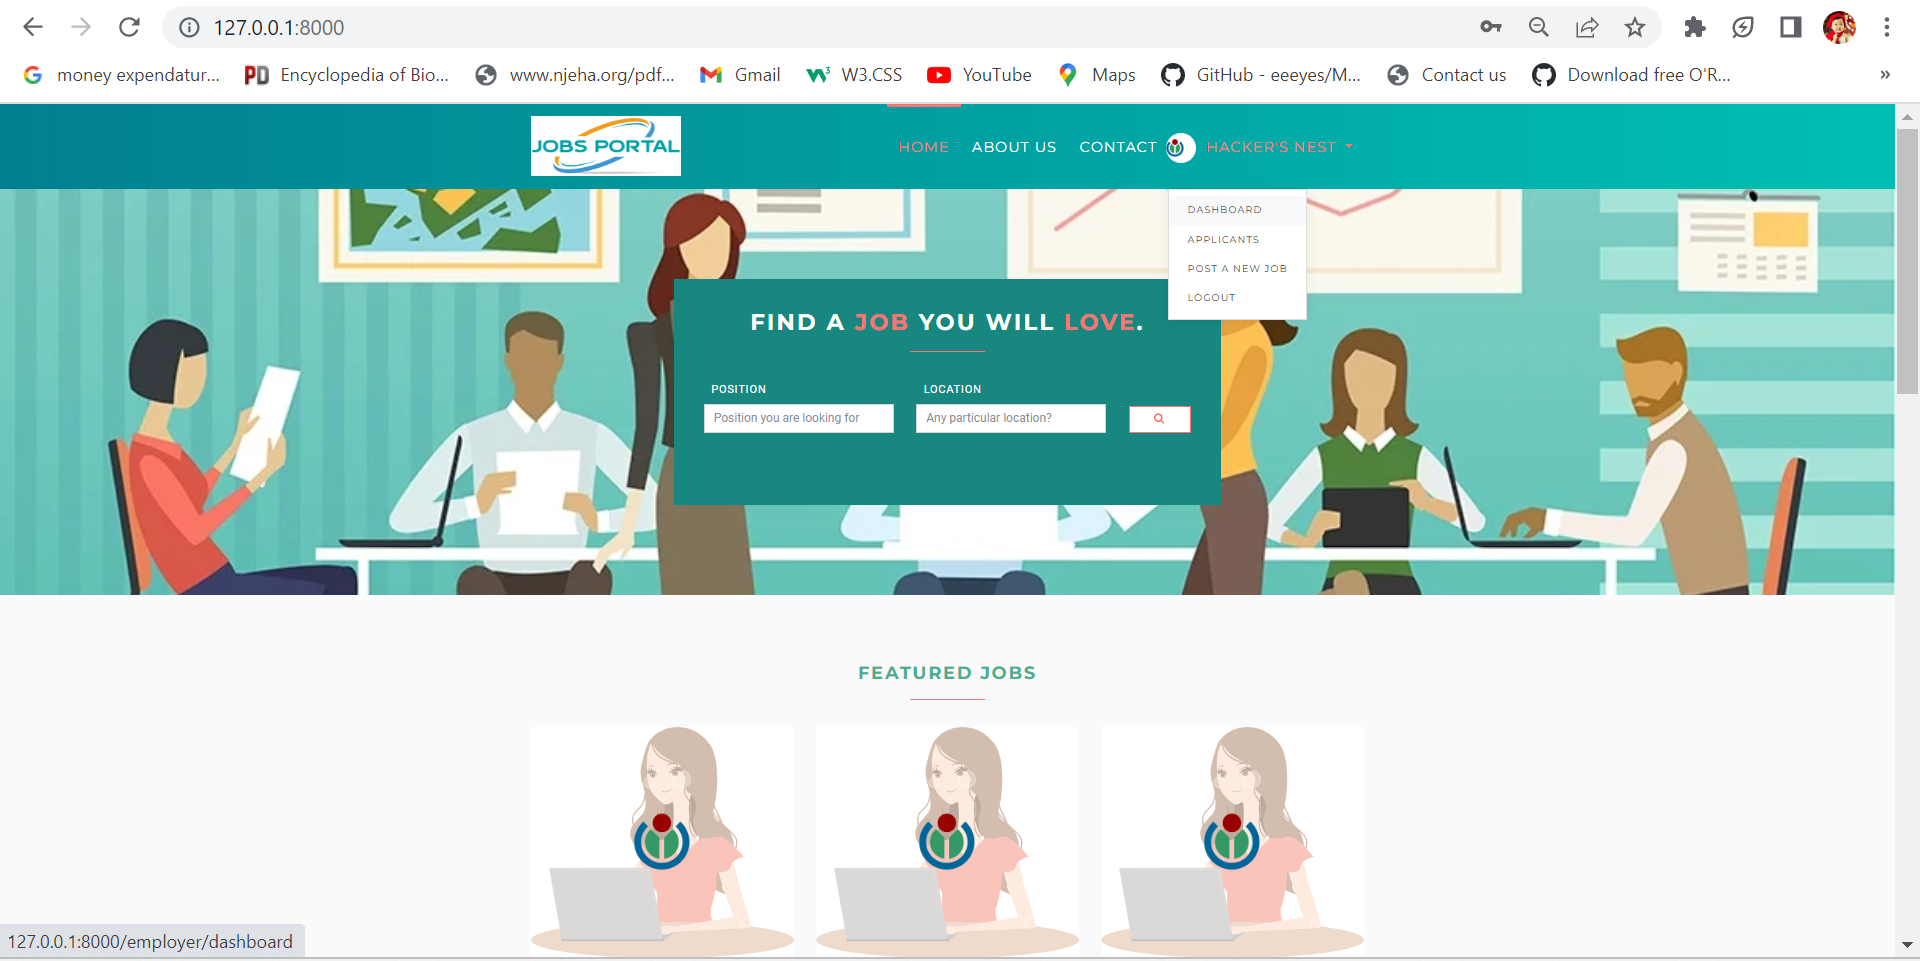 127.0.0.1:8000
money expendatur... Encyclopedia of Bio... www.njeha.org/pdf... Gmail W3.CSS YouTube Maps GitHub - eeeyes/M... Contact us Download free O'R... »
JOBS PORTAL
HOME ABOUT US CONTACT HACKER'S NEST
DASHBOARD
APPLICANTS
POST A NEW JOB
LOGOUT
FIND A JOB YOU WILL LOVE.
POSITION LOCATION
Position you are looking for Any particular location?
FEATURED JOBS
127.0.0.1:8000/employer/dashboard